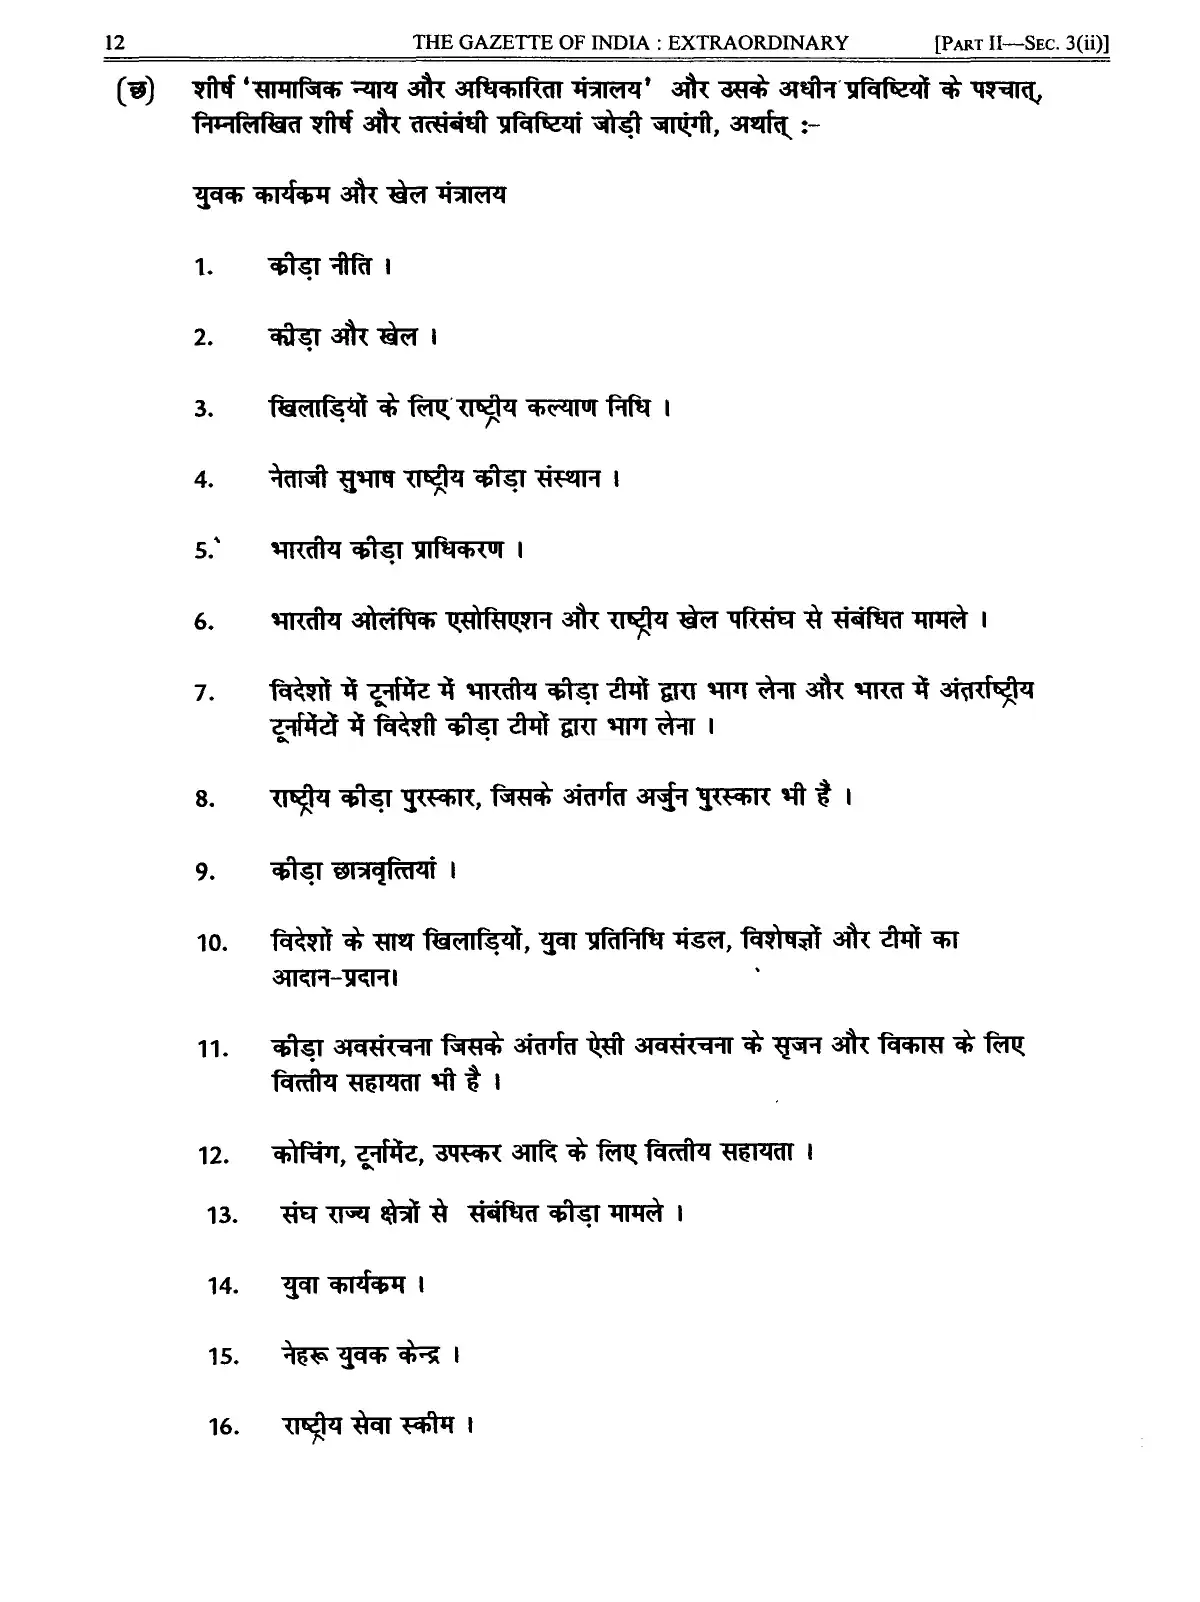 12 THE GAZETTE OF INDIA : EXTRAORDINARY [PART II—SEC. 3(ii)]
(छ) शीर्ष 'सामाजिक न्याय और अधिकारिता मंत्रालय' और उसके अधीन प्रविष्टियों के पश्चात्,
निम्नलिखित शीर्ष और तत्संबंधी प्रविष्टियां जोड़ी जाएंगी, अर्थात् :-
युवक कार्यक्रम और खेल मंत्रालय
1. क्रीड़ा नीति ।
2. क्रीड़ा और खेल ।
3. खिलाड़ियों के लिए राष्ट्रीय कल्याण निधि ।
4. नेताजी सुभाष राष्ट्रीय क्रीड़ा संस्थान ।
5. भारतीय क्रीड़ा प्राधिकरण ।
6. भारतीय ओलंपिक एसोसिएशन और राष्ट्रीय खेल परिसंघ से संबंधित मामले ।
7. विदेशों में टूर्नामेंट में भारतीय क्रीड़ा टीमों द्वारा भाग लेना और भारत में अंतर्राष्ट्रीय
टूर्नामेंटों में विदेशी क्रीड़ा टीमों द्वारा भाग लेना ।
8. राष्ट्रीय क्रीड़ा पुरस्कार, जिसके अंतर्गत अर्जुन पुरस्कार भी है ।
9. क्रीड़ा छात्रवृत्तियां ।
10. विदेशों के साथ खिलाड़ियों, युवा प्रतिनिधि मंडल, विशेषज्ञों और टीमों का
आदान-प्रदान।
11. क्रीड़ा अवसंरचना जिसके अंतर्गत ऐसी अवसंरचना के सृजन और विकास के लिए
वित्तीय सहायता भी है ।
12. कोचिंग, टूर्नामेंट, उपस्कर आदि के लिए वित्तीय सहायता ।
13. संघ राज्य क्षेत्रों से संबंधित क्रीड़ा मामले ।
14. युवा कार्यक्रम ।
15. नेहरू युवक केन्द्र ।
16. राष्ट्रीय सेवा स्कीम ।